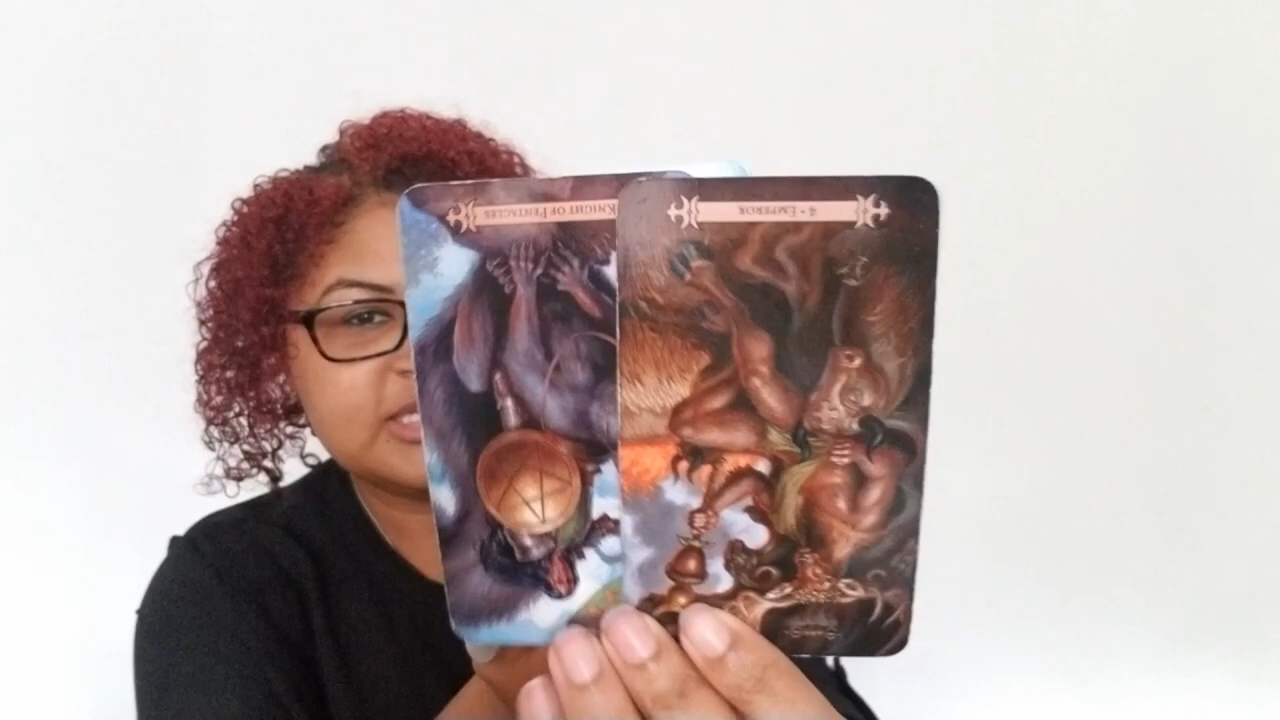 KNIGHT OF PENTACLES
4 • EMPEROR